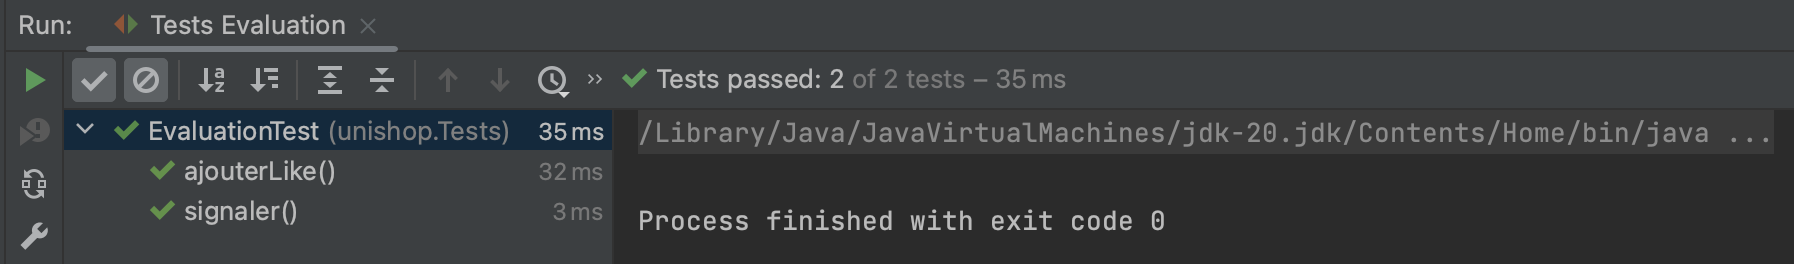 Run: Tests Evaluation
Tests passed: 2 of 2 tests – 35 ms
EvaluationTest (unishop.Tests) 35 ms
ajouterLike() 32 ms
signaler() 3 ms
/Library/Java/JavaVirtualMachines/jdk-20.jdk/Contents/Home/bin/java ...
Process finished with exit code 0